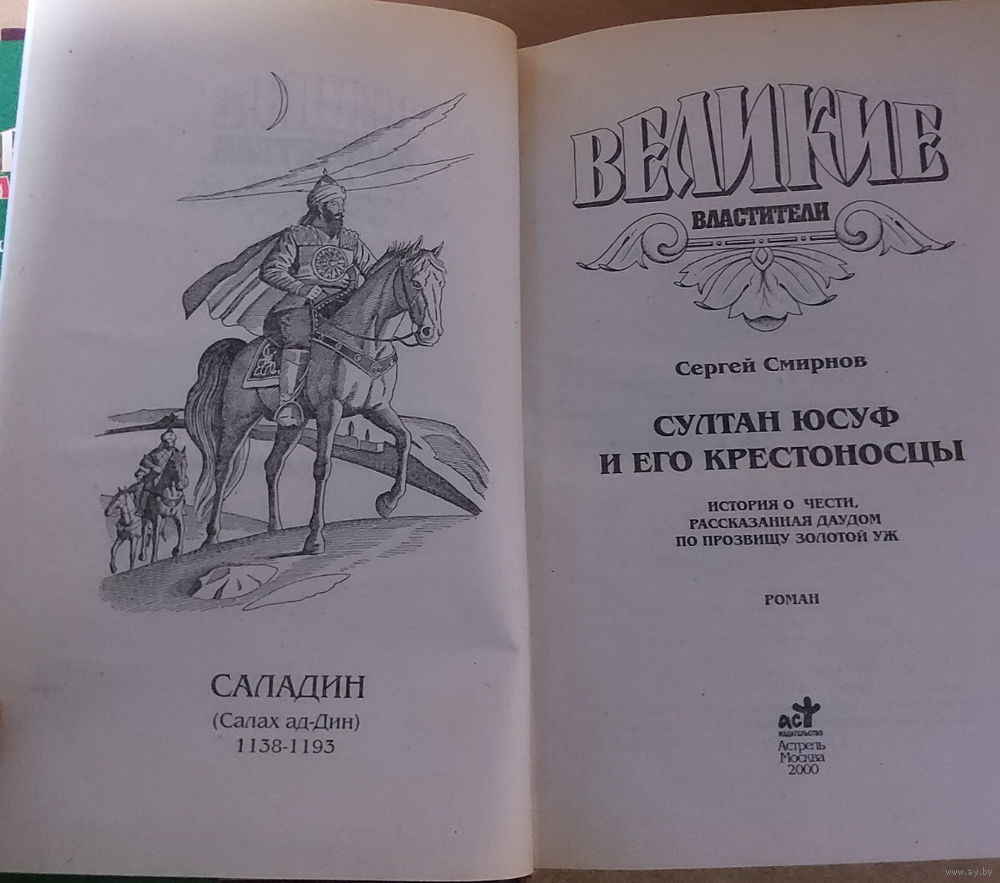 САЛАДИН
(Салах ад-Дин)
1138-1193
ВЕЛИКИЕ
ВЛАСТИТЕЛИ
Сергей Смирнов
СУЛТАН ЮСУФ
И ЕГО КРЕСТОНОСЦЫ
ИСТОРИЯ О ЧЕСТИ,
РАССКАЗАННАЯ ДАУДОМ
ПО ПРОЗВИЩУ ЗОЛОТОЙ УЖ
РОМАН
аст
ИЗДАТЕЛЬСТВО
Астрель
Москва
2000
www.ay.by